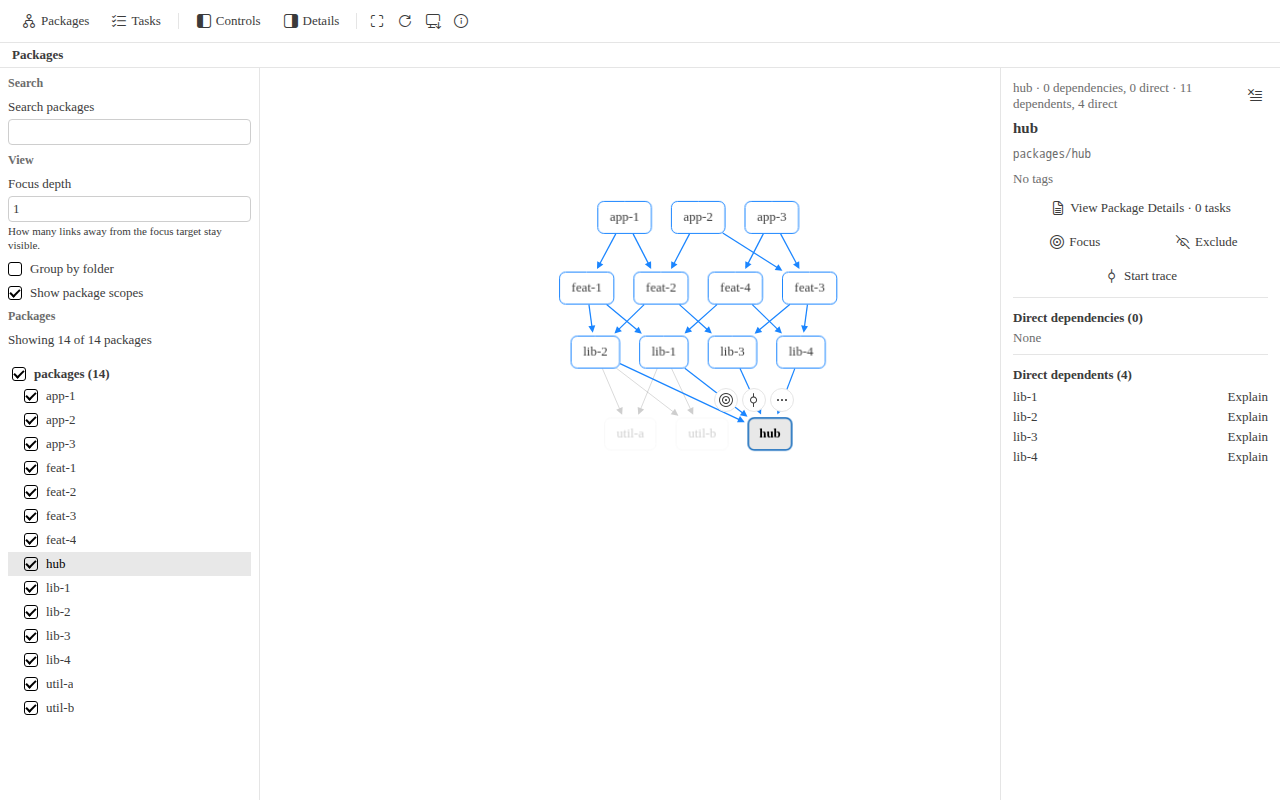 Packages
Tasks
Controls
Details
Packages
Search
Search packages
View
Focus depth
1
How many links away from the focus target stay
visible.
Group by folder
Show package scopes
Packages
Showing 14 of 14 packages
packages (14)
app-1
app-2
app-3
feat-1
feat-2
feat-3
feat-4
hub
lib-1
lib-2
lib-3
lib-4
util-a
util-b
app-1 app-2 app-3
feat-1 feat-2 feat-4 feat-3
lib-2 lib-1 lib-3 lib-4
util-a util-b hub
hub · 0 dependencies, 0 direct · 11
dependents, 4 direct
hub
packages/hub
No tags
View Package Details · 0 tasks
Focus
Exclude
Start trace
Direct dependencies (0)
None
Direct dependents (4)
lib-1 Explain
lib-2 Explain
lib-3 Explain
lib-4 Explain